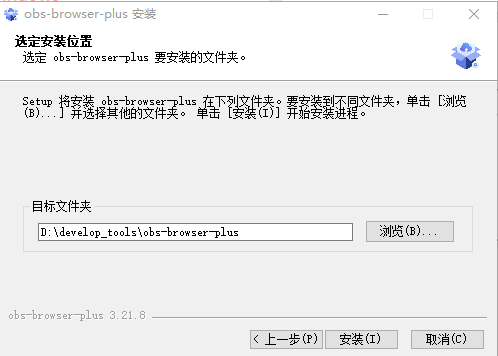 obs-browser-plus 安装
选定安装位置
选定 obs-browser-plus 要安装的文件夹。
Setup 将安装 obs-browser-plus 在下列文件夹。要安装到不同文件夹，单击 [浏览
(B)...] 并选择其他的文件夹。 单击 [安装(I)] 开始安装进程。
目标文件夹
D:\develop_tools\obs-browser-plus
浏览(B)...
obs-browser-plus 3.21.8
< 上一步(P)
安装(I)
取消(C)